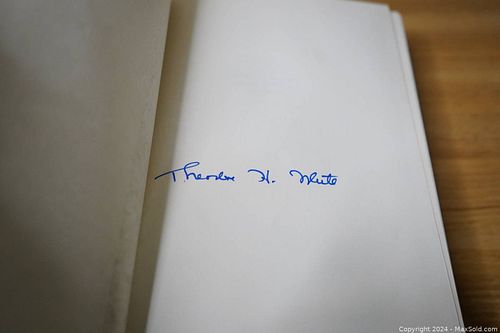 Theodore H. White
Copyright 2024 - MaxSold.com